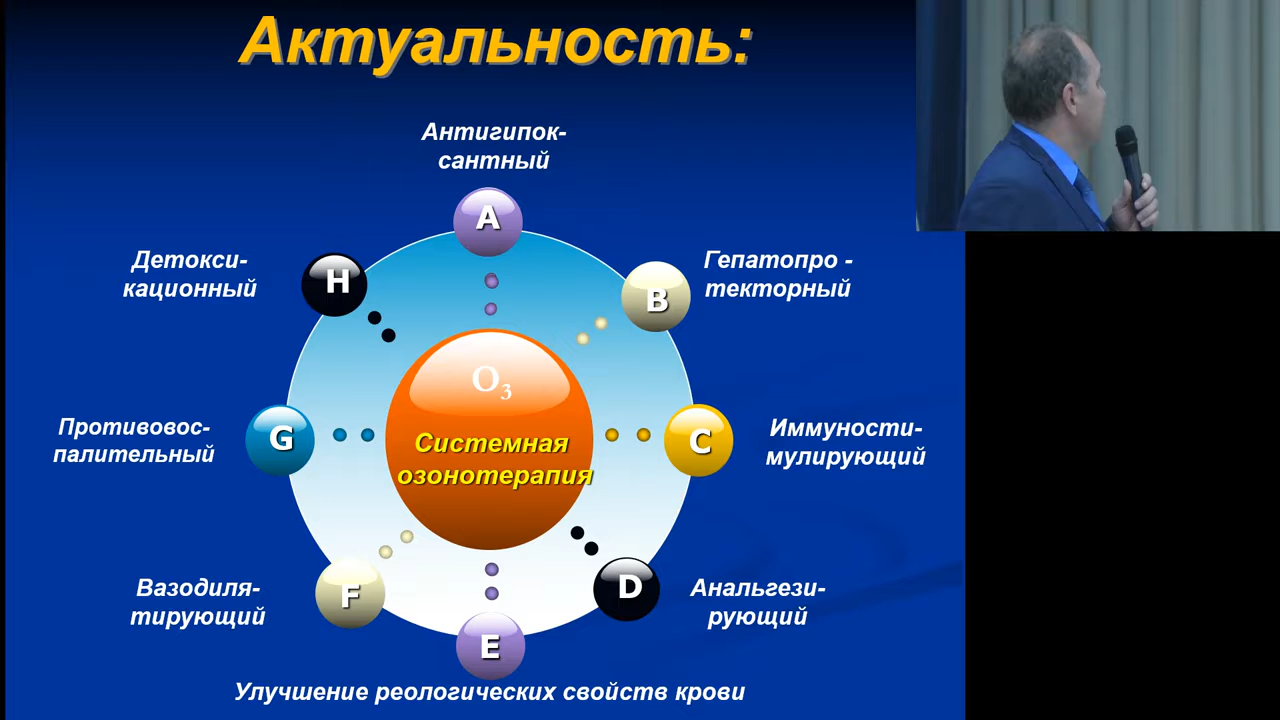 Актуальность:
Антигипок-
сантный
A
Детокси-
кационный
H
Гепатопро -
текторный
B
O3
Системная
озонотерапия
Противовос-
палительный
G
C
Иммуности-
мулирующий
Вазодиля-
тирующий
F
D
Анальгези-
рующий
E
Улучшение реологических свойств крови